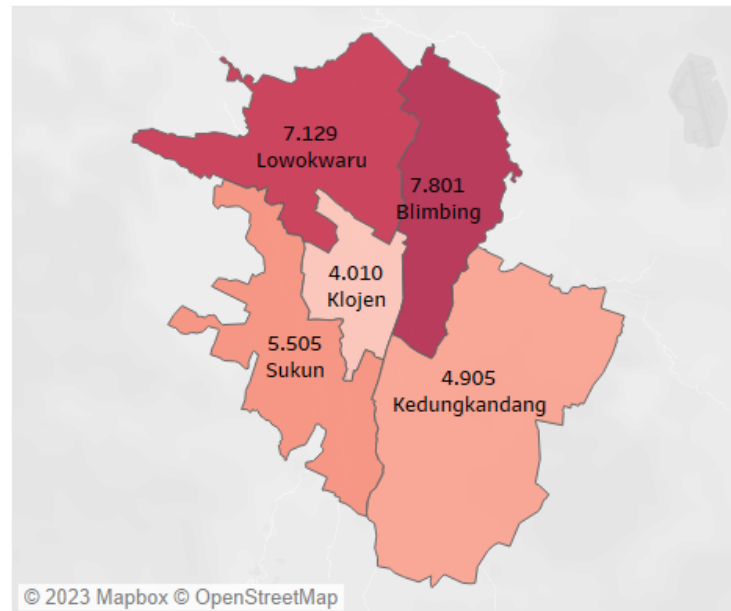 7.129
Lowokwaru
7.801
Blimbing
4.010
Klojen
5.505
Sukun
4.905
Kedungkandang
© 2023 Mapbox © OpenStreetMap